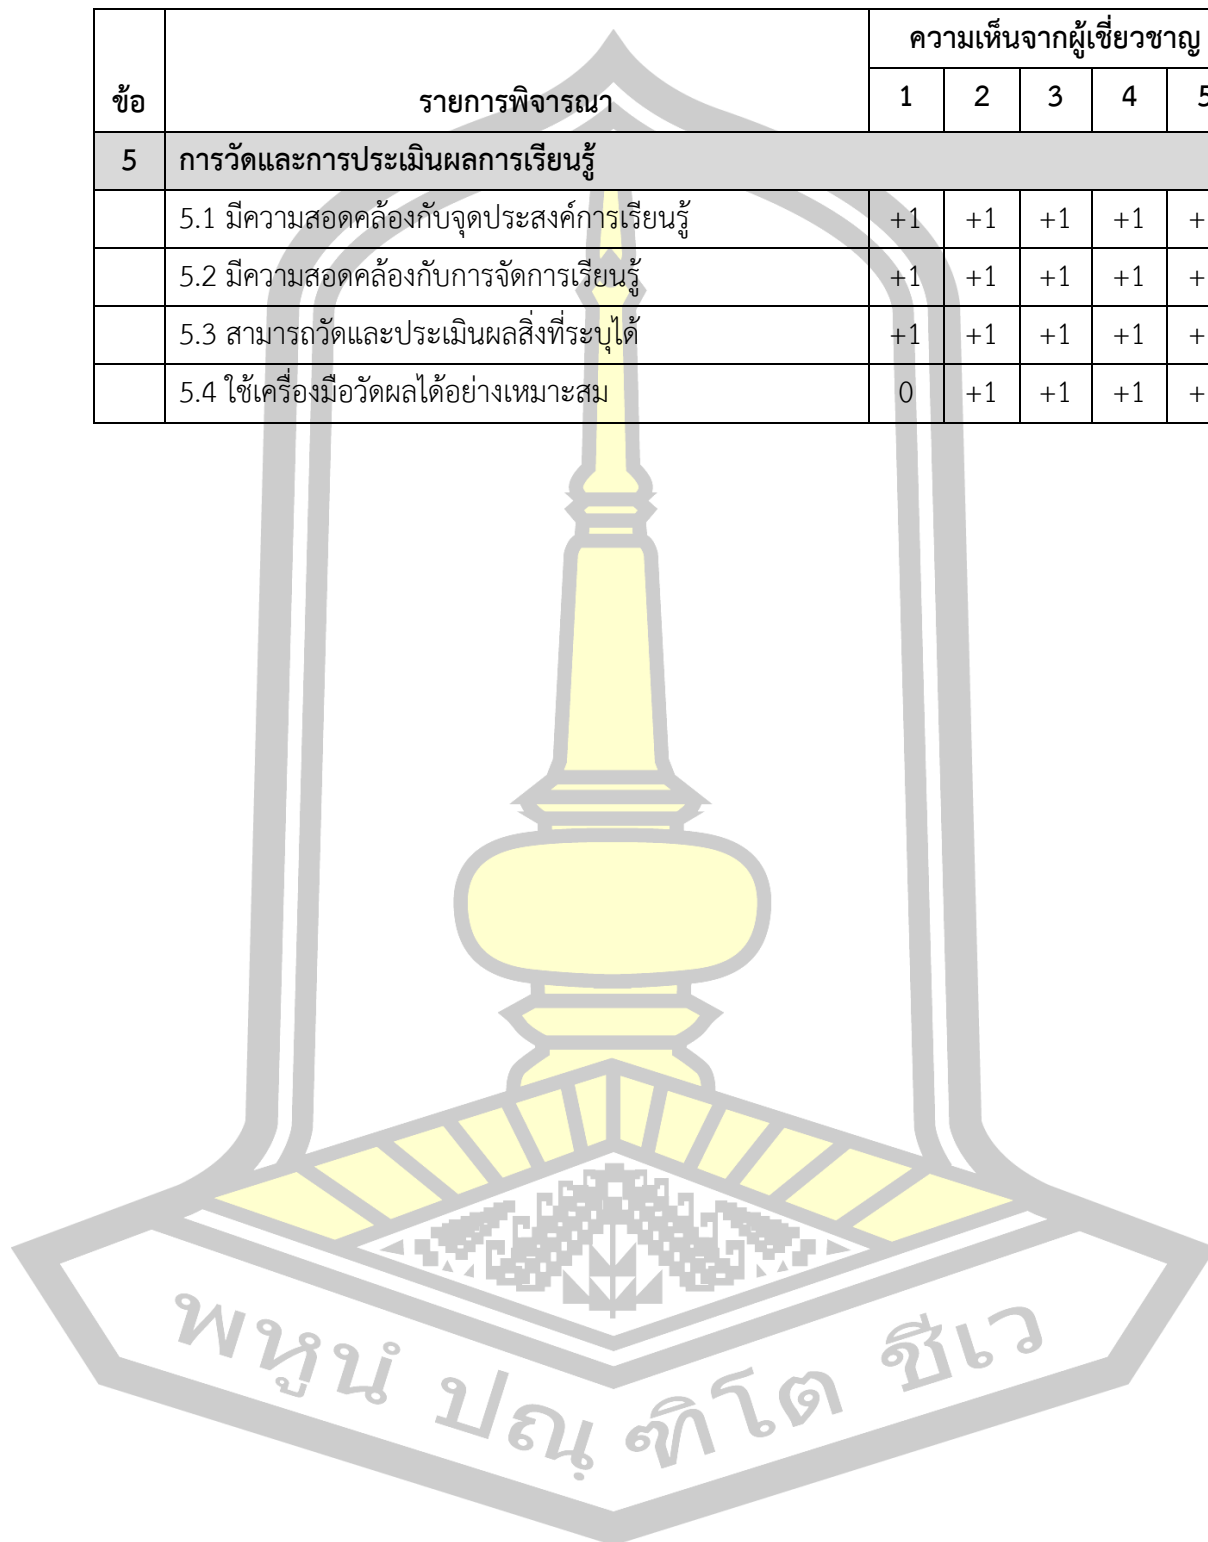 ความเห็นจากผู้เชี่ยวชาญ
ข้อ รายการพิจารณา 1 2 3 4 5
5 การวัดและการประเมินผลการเรียนรู้
5.1 มีความสอดคล้องกับจุดประสงค์การเรียนรู้ +1 +1 +1 +1 +
5.2 มีความสอดคล้องกับการจัดการเรียนรู้ +1 +1 +1 +1 +
5.3 สามารถวัดและประเมินผลสิ่งที่ระบุได้ +1 +1 +1 +1 +
5.4 ใช้เครื่องมือวัดผลได้อย่างเหมาะสม 0 +1 +1 +1 +
พหูนํ ปณฺฑิโต ชีเว